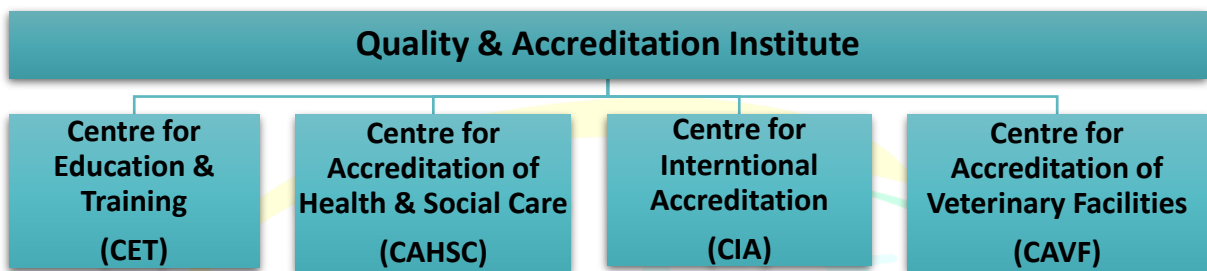 Quality & Accreditation Institute
Centre for
Education &
Training
(CET)
Centre for
Accreditation of
Health & Social Care
(CAHSC)
Centre for
Interntional
Accreditation
(CIA)
Centre for
Accreditation of
Veterinary Facilities
(CAVF)